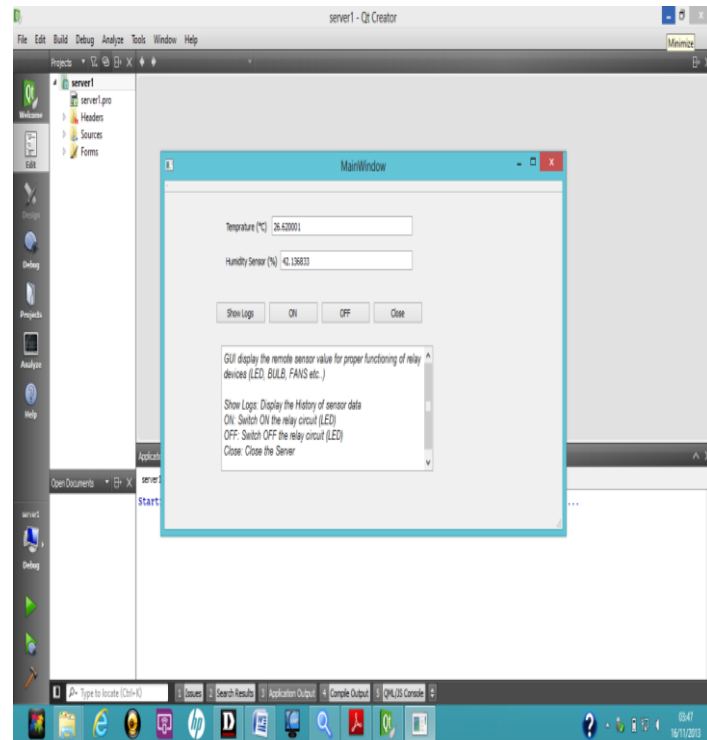 server1 - Qt Creator
File Edit Build Debug Analyze Tools Window Help
Minimize
Projects
server1
server1.pro
Headers
Sources
Forms
Welcome
Edit
Design
Debug
Projects
Analyze
Help
MainWindow
Temprature (°C) 26.620001
Humidity Sensor (%) 42.136833
Show Logs ON OFF Close
GUI display the remote sensor value for proper functioning of relay
devices (LED, BULB, FANS etc..)
Show Logs: Display the History of sensor data
ON: Switch ON the relay circuit (LED)
OFF: Switch OFF the relay circuit (LED)
Close: Close the Server
Open Documents
server1
Debug
Type to locate (Ctrl+K)
1 Issues 2 Search Results 3 Application Output 4 Compile Output 5 QML/JS Console
03:47
16/11/2013